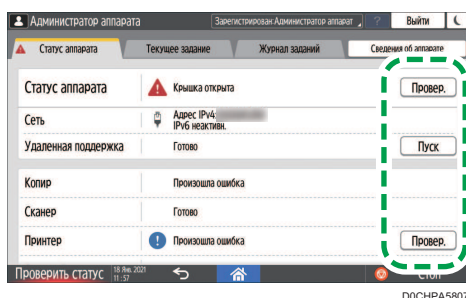 Администратор аппарата
Зарегистрирован:Администратор аппарат
?
Выйти
Статус аппарата
Текущее задание
Журнал заданий
Сведения об аппарате
Статус аппарата
Крышка открыта
Провер.
Сеть
Адрес IPv4:
IPv6 неактивн.
Удаленная поддержка
Готово
Пуск
Копир
Произошла ошибка
Сканер
Готово
Принтер
Произошла ошибка
Провер.
Проверить статус
18 Янв. 2021
11:57
Стоп
D0CHPA5807